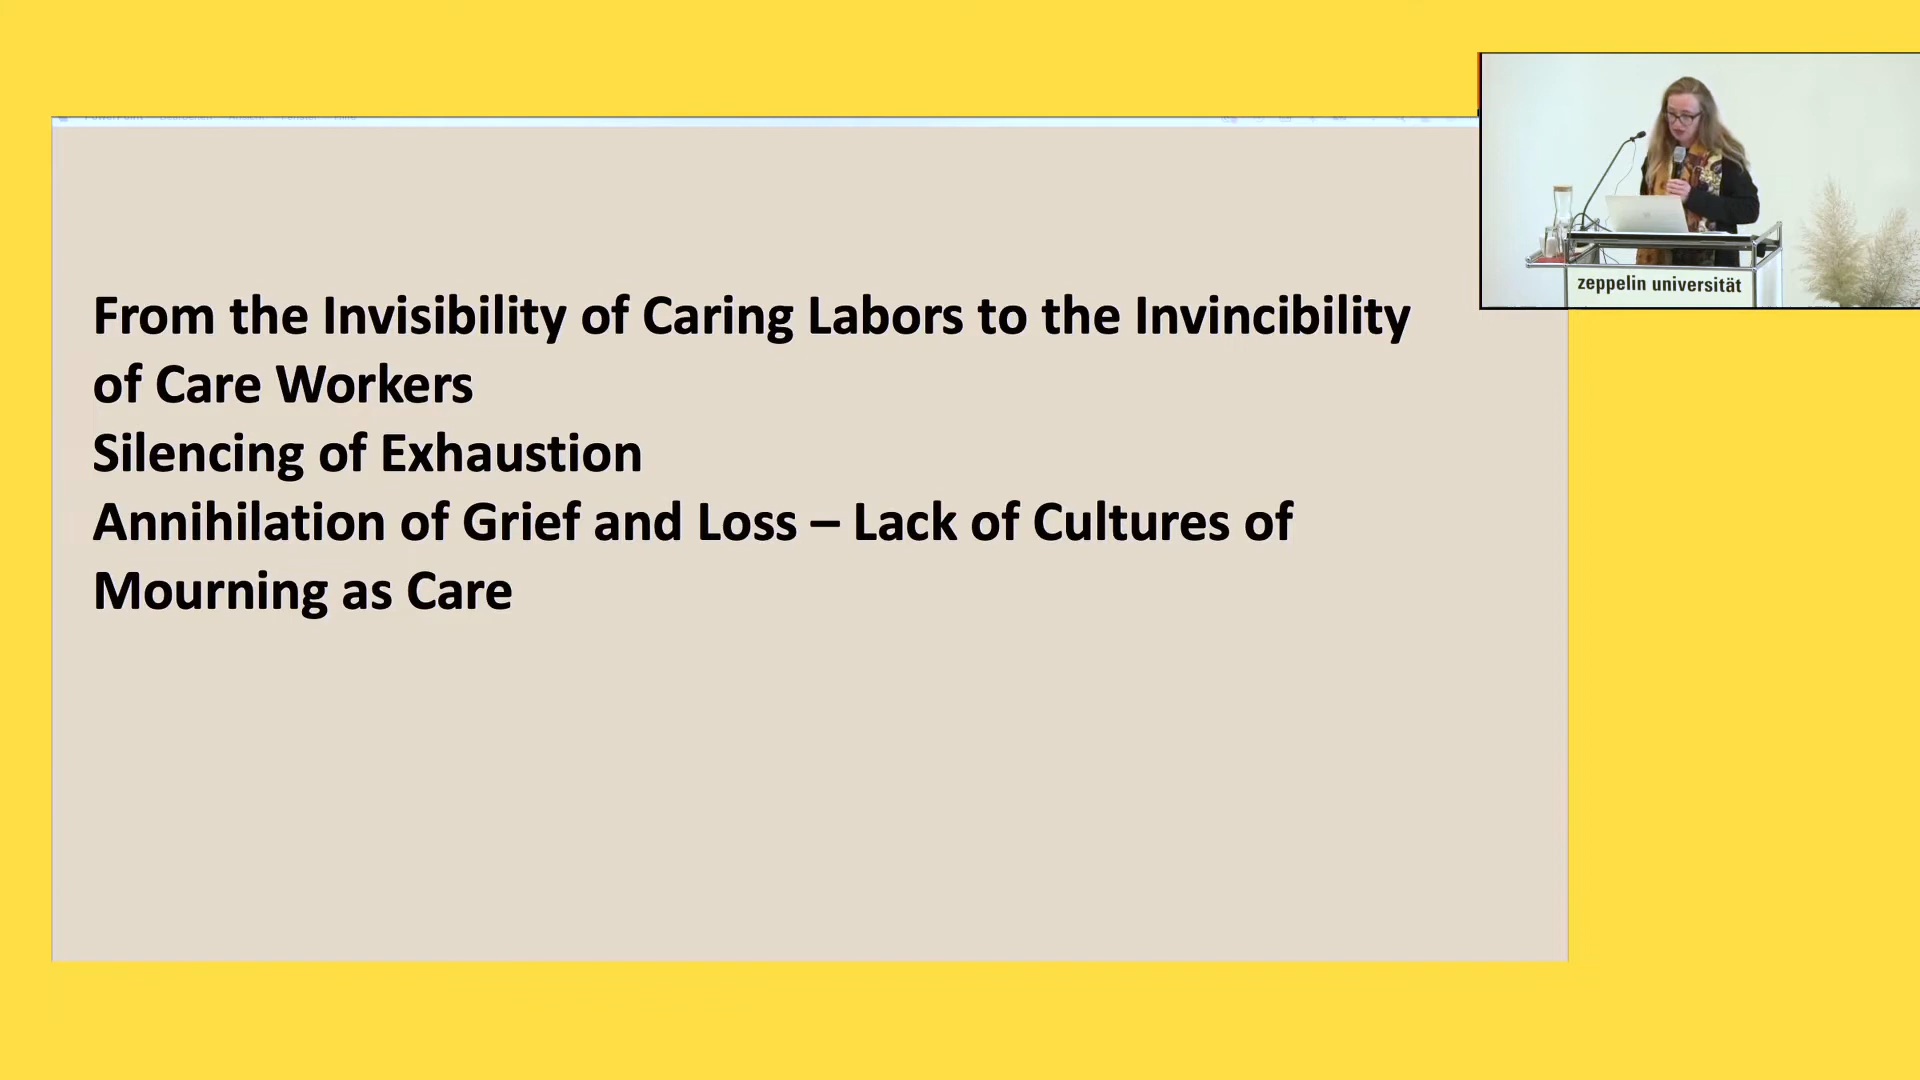 From the Invisibility of Caring Labors to the Invincibility
of Care Workers
Silencing of Exhaustion
Annihilation of Grief and Loss – Lack of Cultures of
Mourning as Care
zeppelin universität